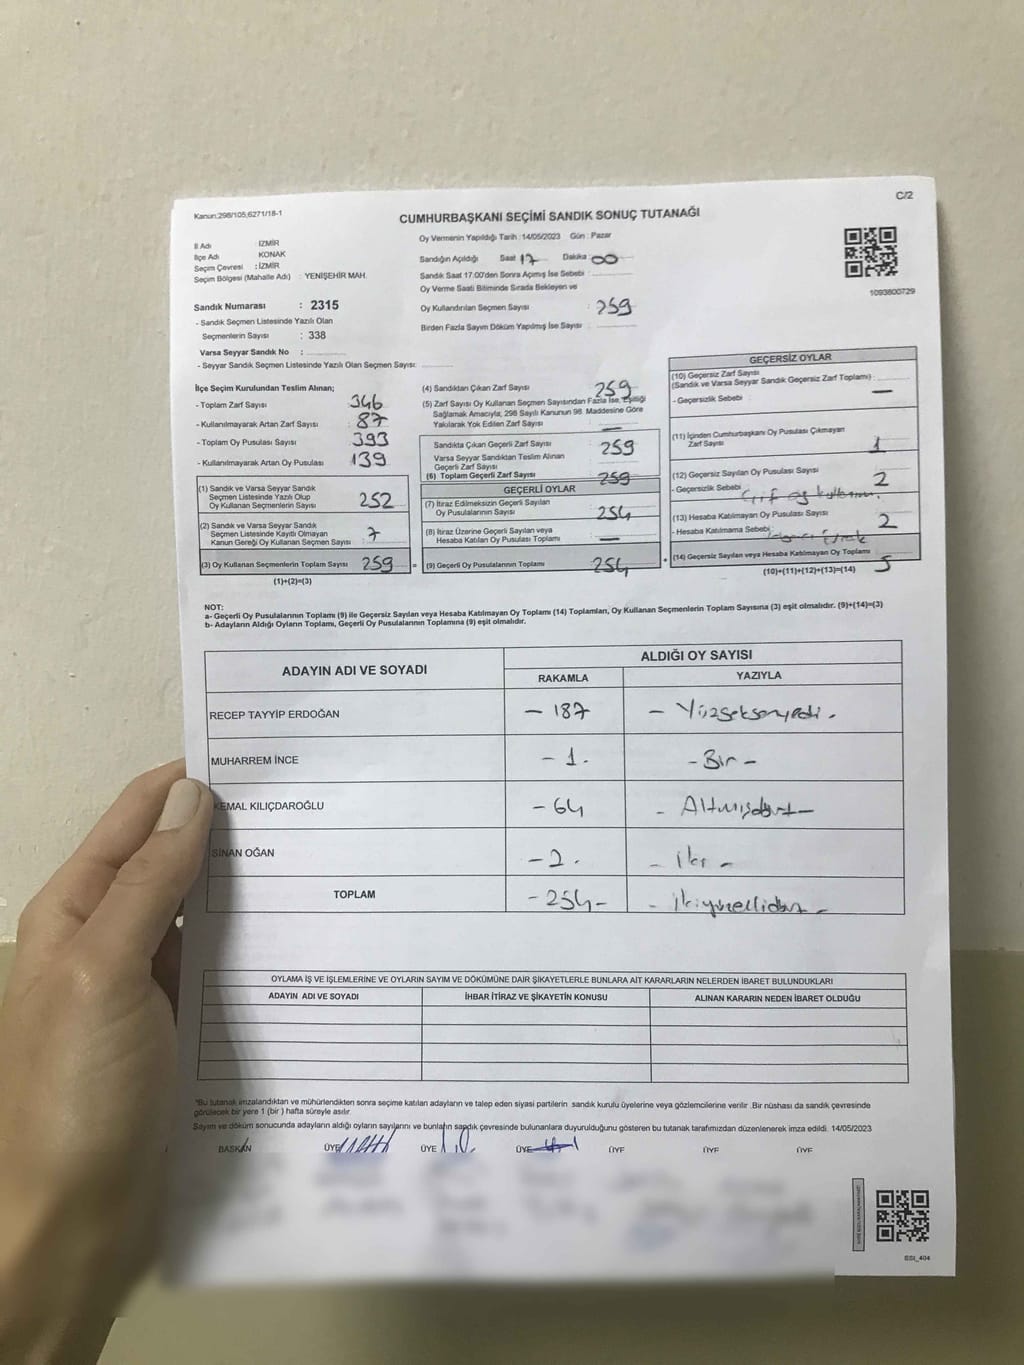 C/2
Kanun:298/105,6271/18-1
CUMHURBAŞKANI SEÇİMİ SANDIK SONUÇ TUTANAĞI
İl Adı : İZMİR
İlçe Adı : KONAK
Seçim Çevresi : İZMİR
Seçim Bölgesi (Mahalle Adı) : YENİŞEHİR MAH.
Sandık Numarası : 2315
- Sandık Seçmen Listesinde Yazılı Olan
Seçmenlerin Sayısı : 338
Varsa Seyyar Sandık No :
- Seyyar Sandık Seçmen Listesinde Yazılı Olan Seçmen Sayısı:
Oy Vermenin Yapıldığı Tarih : 14/05/2023 Gün : Pazar
Sandığın Açıldığı Saat 17 Dakika 00
Sandık Saat 17:00'den Sonra Açımış İse Sebebi :
Oy Verme Saati Bitiminde Sırada Bekleyen ve
Oy Kullandırılan Seçmen Sayısı : 259
Birden Fazla Sayım Döküm Yapılmış İse Sayısı :
1093800729
İlçe Seçim Kurulundan Teslim Alınan;
- Toplam Zarf Sayısı 346
- Kullanılmayarak Artan Zarf Sayısı : 87
- Toplam Oy Pusulası Sayısı 393
- Kullanılmayarak Artan Oy Pusulası : 139
(1) Sandık ve Varsa Seyyar Sandık
Seçmen Listesinde Yazılı Olup
Oy Kullanan Seçmenlerin Sayısı 252
(2) Sandık ve Varsa Seyyar Sandık
Seçmen Listesinde Kayıtlı Olmayan
Kanun Gereği Oy Kullanan Seçmen Sayısı 7
(3) Oy Kullanan Seçmenlerin Toplam Sayısı 259
(1)+(2)=(3)
(4) Sandıktan Çıkan Zarf Sayısı 259
(5) Zarf Sayısı Oy Kullanan Seçmen Sayısından Fazla İse, Eşitliği
Sağlamak Amacıyla, 298 Sayılı Kanunun 98. Maddesine Göre
Yakılarak Yok Edilen Zarf Sayısı —
Sandıkta Çıkan Geçerli Zarf Sayısı 259
Varsa Seyyar Sandıktan Teslim Alınan
Geçerli Zarf Sayısı
(6) Toplam Geçerli Zarf Sayısı 259
GEÇERLİ OYLAR
(7) İtiraz Edilmeksizin Geçerli Sayılan
Oy Pusulalarının Sayısı 254
(8) İtiraz Üzerine Geçerli Sayılan veya
Hesaba Katılan Oy Pusulası Toplamı —
(9) Geçerli Oy Pusulalarının Toplamı 254
GEÇERSİZ OYLAR
(10) Geçersiz Zarf Sayısı
(Sandık ve Varsa Seyyar Sandık Geçersiz Zarf Toplamı) :
- Geçersizlik Sebebi : —
(11) İçinden Cumhurbaşkanı Oy Pusulası Çıkmayan
Zarf Sayısı 1
(12) Geçersiz Sayılan Oy Pusulası Sayısı 2
- Geçersizlik Sebebi Çift oy kullanımı.
(13) Hesaba Katılmayan Oy Pusulası Sayısı 2
- Hesaba Katılmama Sebebi :
(14) Geçersiz Sayılan veya Hesaba Katılmayan Oy Toplamı 5
(10)+(11)+(12)+(13)=(14)
NOT:
a- Geçerli Oy Pusulalarının Toplamı (9) ile Geçersiz Sayılan veya Hesaba Katılmayan Oy Toplamı (14) Toplamları, Oy Kullanan Seçmenlerin Toplam Sayısına (3) eşit olmalıdır. (9)+(14)=(3)
b- Adayların Aldığı Oyların Toplamı, Geçerli Oy Pusulalarının Toplamına (9) eşit olmalıdır.
ADAYIN ADI VE SOYADI
ALDIĞI OY SAYISI
RAKAMLA YAZIYLA
RECEP TAYYİP ERDOĞAN – 187 – Yüzseksenyedi.
MUHARREM İNCE – 1. – Bir –
KEMAL KILIÇDAROĞLU – 64 – Altmışdört –
SİNAN OĞAN – 2. – iki –
TOPLAM – 254 – – ikiyüzellidört –
OYLAMA İŞ VE İŞLEMLERİNE VE OYLARIN SAYIM VE DÖKÜMÜNE DAİR ŞİKAYETLERLE BUNLARA AİT KARARLARIN NELERDEN İBARET BULUNDUKLARI
ADAYIN ADI VE SOYADI İHBAR İTİRAZ VE ŞİKAYETİN KONUSU ALINAN KARARIN NEDEN İBARET OLDUĞU
*Bu tutanak imzalandıktan ve mühürlendikten sonra seçime katılan adayların ve talep eden siyasi partilerin sandık kurulu üyelerine veya gözlemcilerine verilir .Bir nüshası da sandık çevresinde
görülecek bir yere 1 (bir ) hafta süreyle asılır.
Sayım ve döküm sonucunda adayların aldığı oyların sayılarını ve bunların sandık çevresinde bulunanlara duyurulduğunu gösteren bu tutanak tarafımızdan düzenlenerek imza edildi. 14/05/2023
BAŞKAN ÜYE ÜYE ÜYE ÜYE ÜYE ÜYE
SSI_404